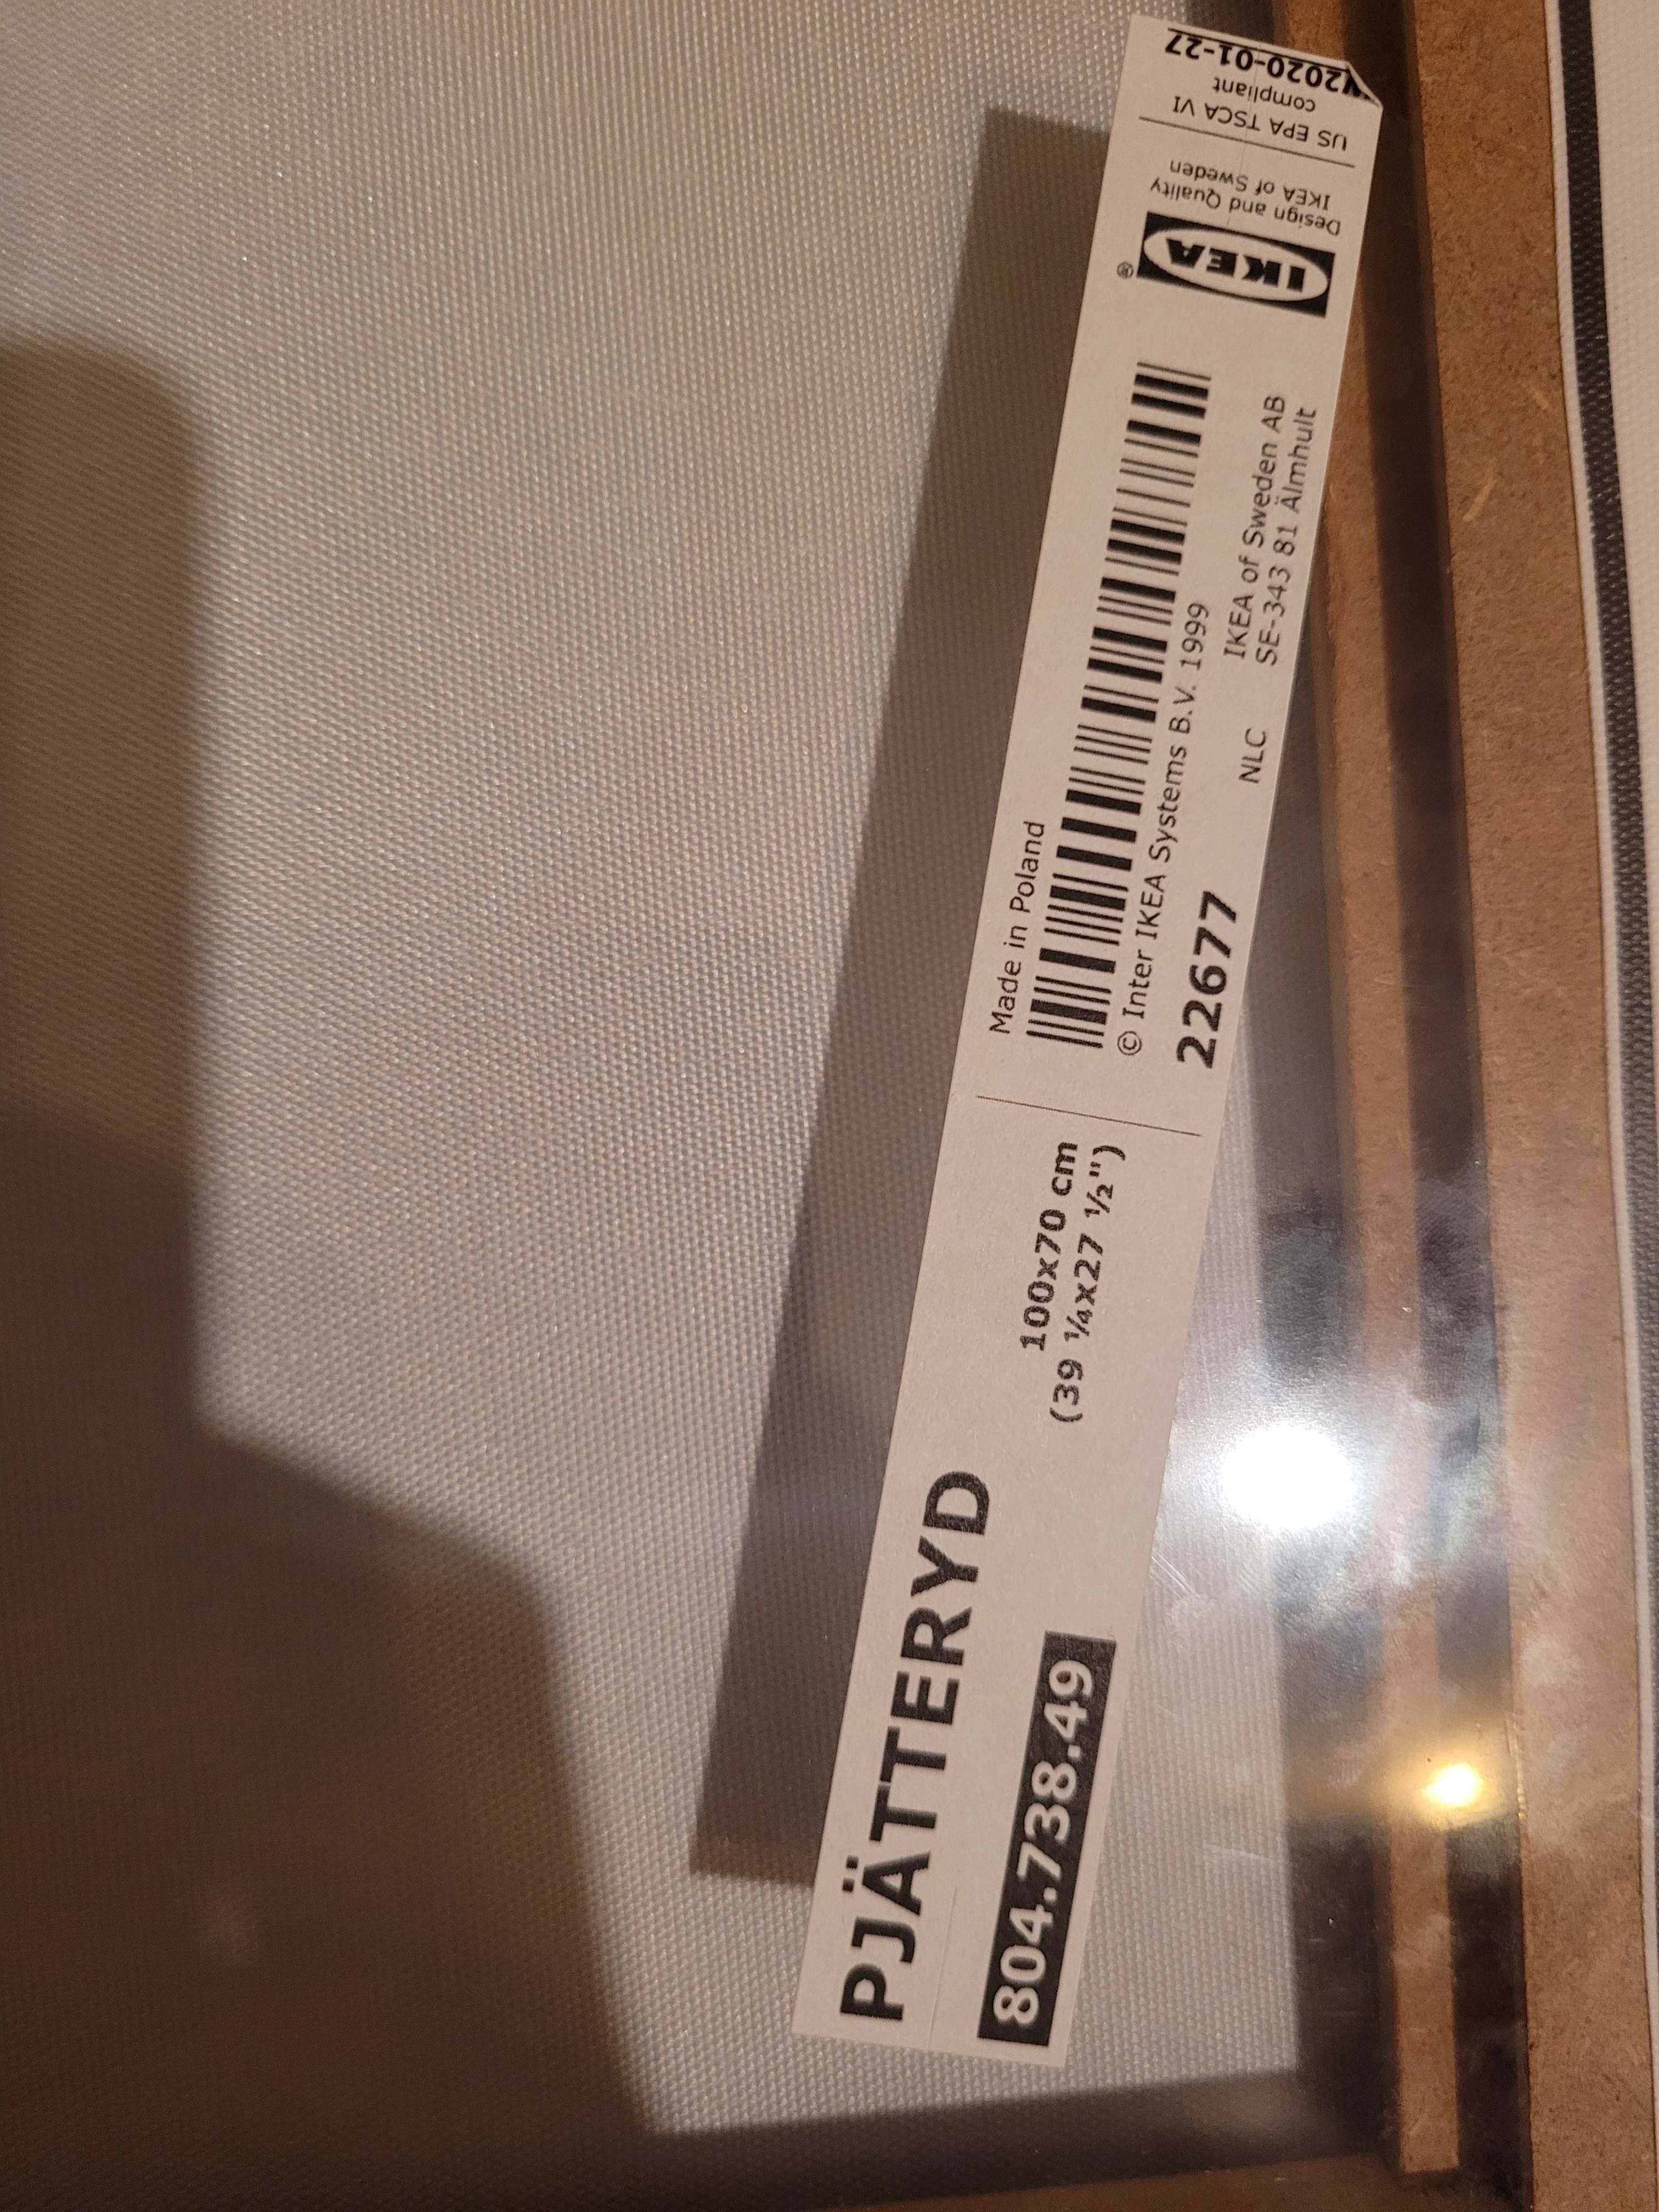 PJÄTTERYD
804.738.49
100x70 cm
(39 ¼x27 ½")
Made in Poland
© Inter IKEA Systems B.V. 1999
22677
NLC
IKEA of Sweden AB
SE-343 81 Älmhult
IKEA®
Design and Quality
IKEA of Sweden
US EPA TSCA VI
compliant
2020-01-27